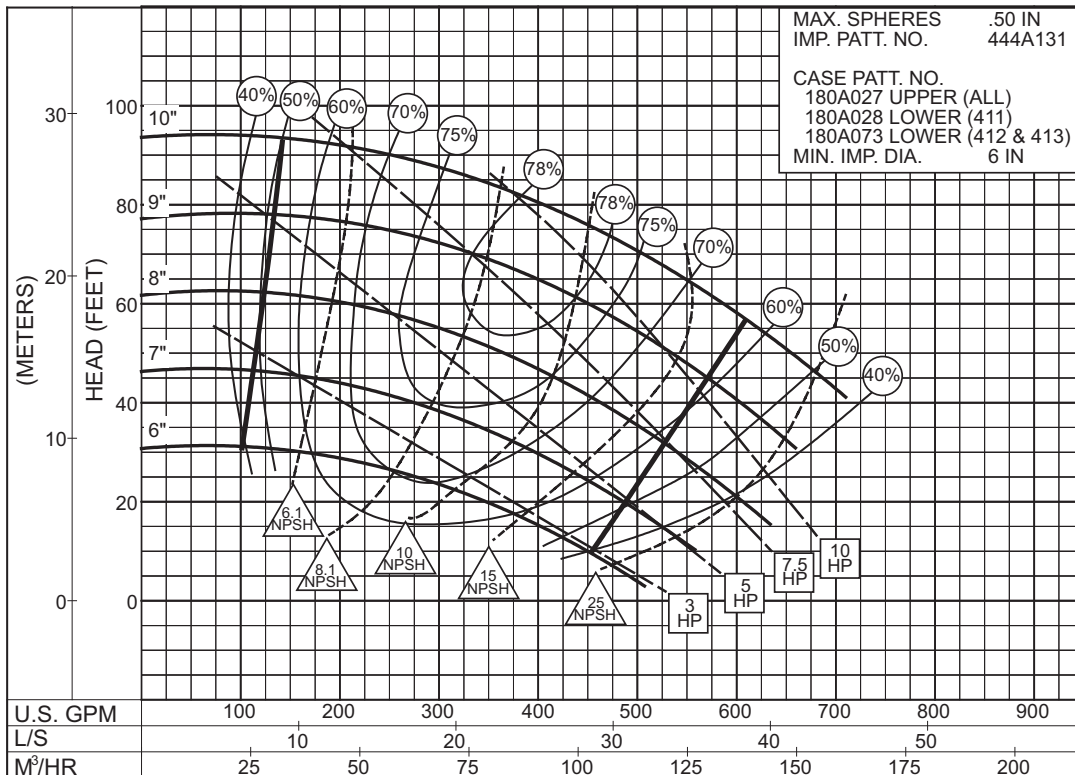 MAX. SPHERES .50 IN
IMP. PATT. NO. 444A131
CASE PATT. NO.
180A027 UPPER (ALL)
180A028 LOWER (411)
180A073 LOWER (412 & 413)
MIN. IMP. DIA. 6 IN
(METERS)
30
20
10
0
HEAD (FEET)
100
80
60
40
20
0
10"
9"
8"
7"
6"
40%
50%
60%
70%
75%
78%
78%
75%
70%
60%
50%
40%
6.1
NPSH
8.1
NPSH
10
NPSH
15
NPSH
25
NPSH
3
HP
5
HP
7.5
HP
10
HP
U.S. GPM 100 200 300 400 500 600 700 800 900
L/S 10 20 30 40 50
M³/HR 25 50 75 100 125 150 175 200